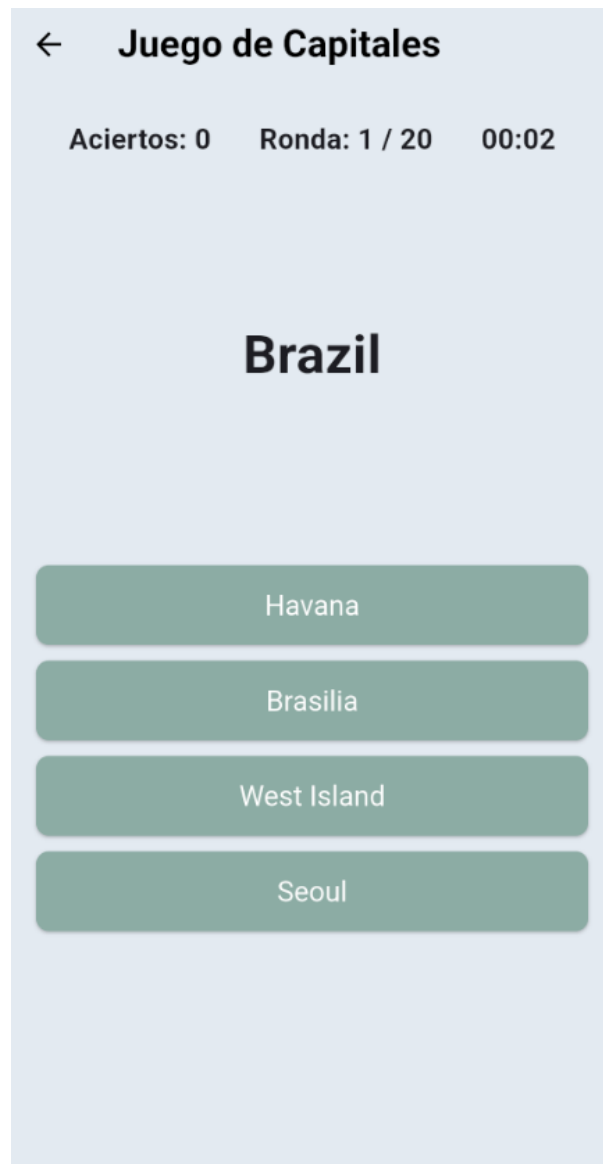 Juego de Capitales
Aciertos: 0 Ronda: 1 / 20 00:02
Brazil
Havana
Brasilia
West Island
Seoul